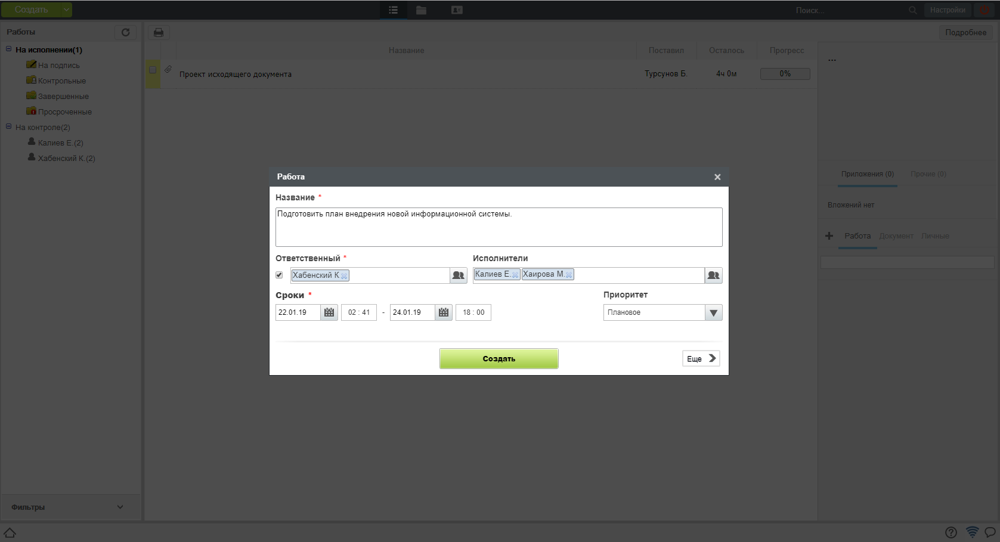 Создать
Поиск...
Настройки
Работы
Подробнее
На исполнении(1)
На подпись
Контрольные
Завершенные
Просроченные
На контроле(2)
Калиев Е.(2)
Хабенский К.(2)
Название Поставил Осталось Прогресс
Проект исходящего документа Турсунов Б. 4ч 0м 0%
...
Приложения (0) Прочие (0)
Вложений нет
Работа Документ Личные
Работа
Название *
Подготовить план внедрения новой информационной системы.
Ответственный * Исполнители
Хабенский К Калиев Е. Хаирова М.
Сроки * Приоритет
22.01.19 02 : 41 - 24.01.19 18 : 00 Плановое
Создать Еще
Фильтры